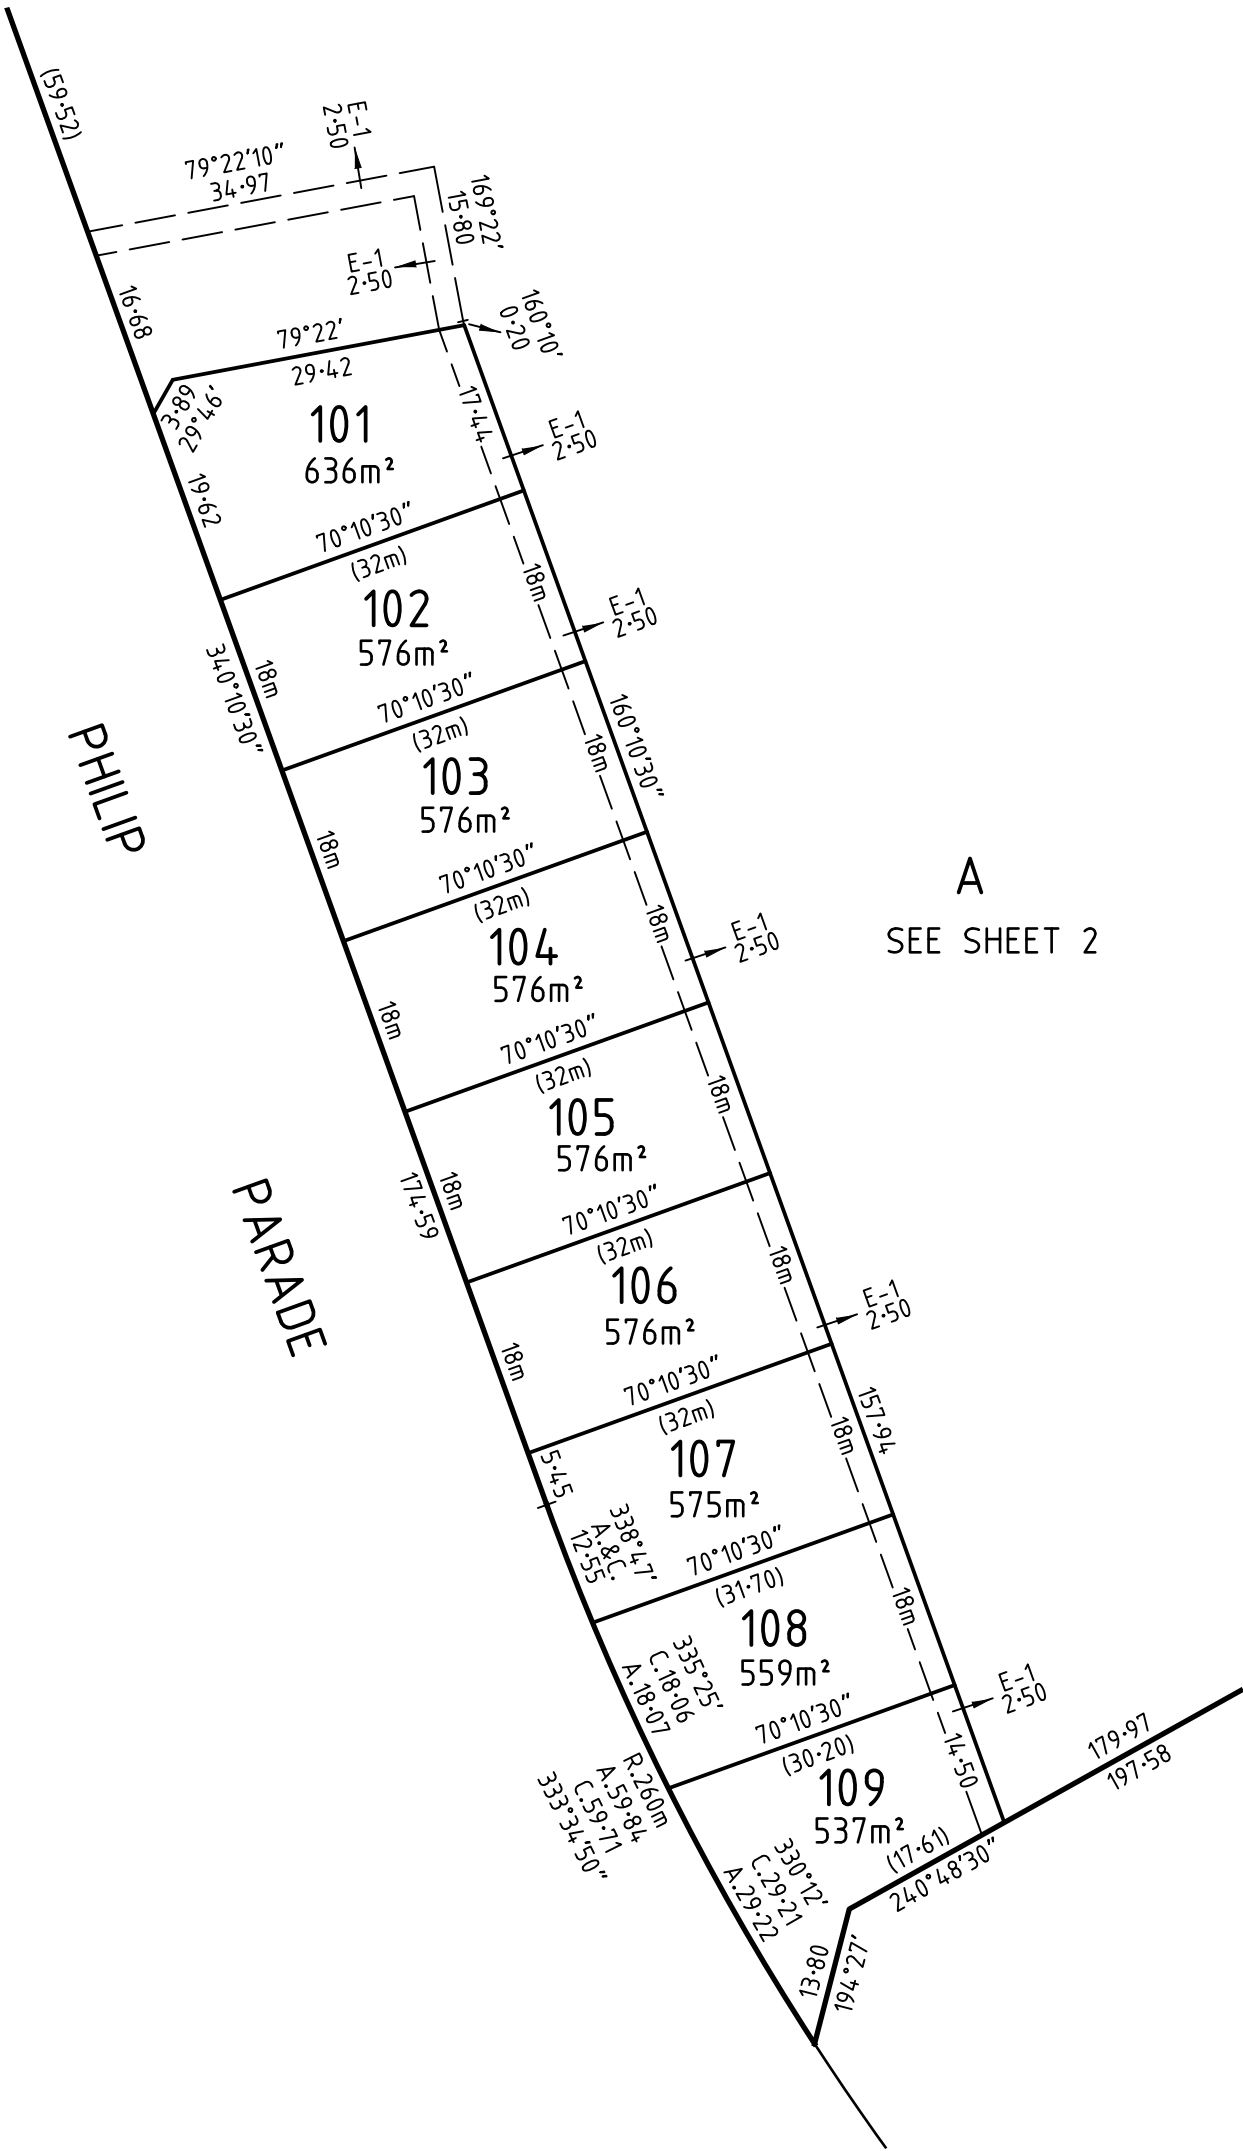 (59·52)
E-1
2·50
79°22'10"
34·97
169°22'
15·80
E-1
2·50
16·68
160°10'
0·20
79°22'
29·42
3·89
29°46'
101
636m²
17·44
E-1
2·50
19·62
70°10'30"
(32m)
102
576m²
18m
E-1
2·50
340°10'30"
18m
70°10'30"
(32m)
103
576m²
18m
160°10'30"
PHILIP
18m
70°10'30"
(32m)
104
576m²
18m
E-1
2·50
A
SEE SHEET 2
18m
70°10'30"
(32m)
105
576m²
18m
174·59
18m
PARADE
70°10'30"
(32m)
106
576m²
18m
E-1
2·50
18m
70°10'30"
(32m)
107
575m²
18m
157·94
5·45
338°47'
A.&C.
12·55
70°10'30"
(31·70)
108
559m²
18m
335°25'
C.18·06
A.18·07
E-1
2·50
70°10'30"
(30·20)
109
537m²
14·50
179·97
197·58
R.260m
A.59·84
C.59·71
333°34'50"
(17·61)
240°48'30"
330°12'
C.29·21
A.29·22
13·80
194°27'